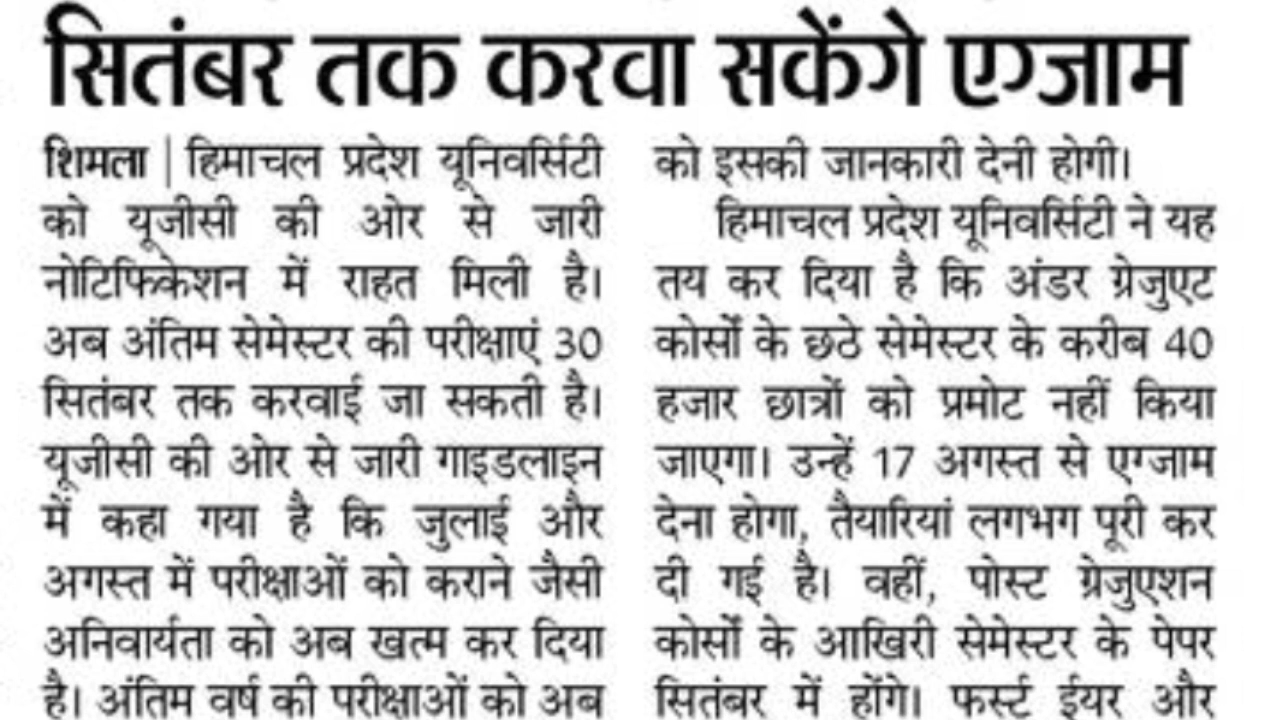 सितंबर तक करवा सकेंगे एग्जाम
शिमला | हिमाचल प्रदेश यूनिवर्सिटी
को यूजीसी की ओर से जारी
नोटिफिकेशन में राहत मिली है।
अब अंतिम सेमेस्टर की परीक्षाएं 30
सितंबर तक करवाई जा सकती है।
यूजीसी की ओर से जारी गाइडलाइन
में कहा गया है कि जुलाई और
अगस्त में परीक्षाओं को कराने जैसी
अनिवार्यता को अब खत्म कर दिया
है। अंतिम वर्ष की परीक्षाओं को अब
को इसकी जानकारी देनी होगी।
हिमाचल प्रदेश यूनिवर्सिटी ने यह
तय कर दिया है कि अंडर ग्रेजुएट
कोर्सों के छठे सेमेस्टर के करीब 40
हजार छात्रों को प्रमोट नहीं किया
जाएगा। उन्हें 17 अगस्त से एग्जाम
देना होगा, तैयारियां लगभग पूरी कर
दी गई है। वहीं, पोस्ट ग्रेजुएशन
कोर्सों के आखिरी सेमेस्टर के पेपर
सितंबर में होंगे। फर्स्ट ईयर और